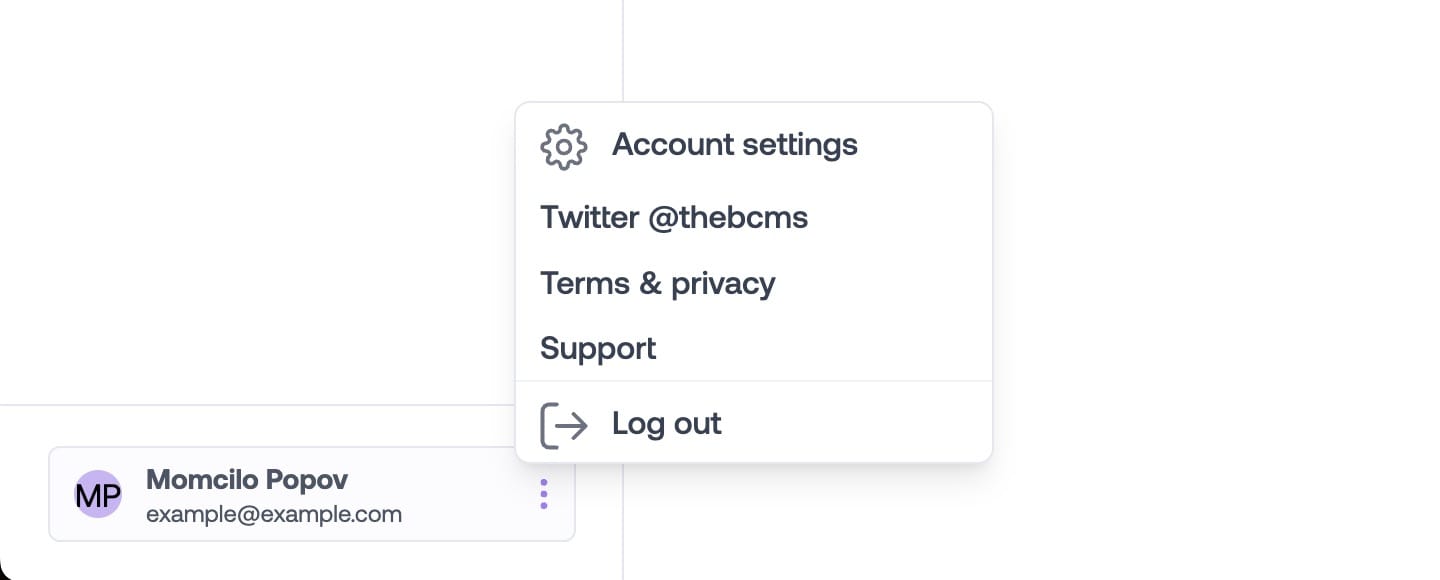 Account settings
Twitter @thebcms
Terms & privacy
Support
Log out
MP
Momcilo Popov
example@example.com